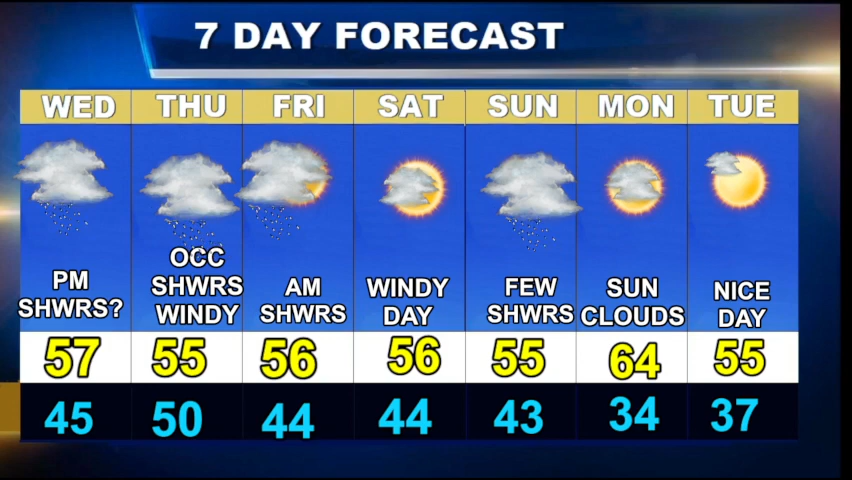 7 DAY FORECAST
WED THU FRI SAT SUN MON TUE
PM
SHWRS?
OCC
SHWRS
WINDY
AM
SHWRS
WINDY
DAY
FEW
SHWRS
SUN
CLOUDS
NICE
DAY
57 55 56 56 55 64 55
45 50 44 44 43 34 37